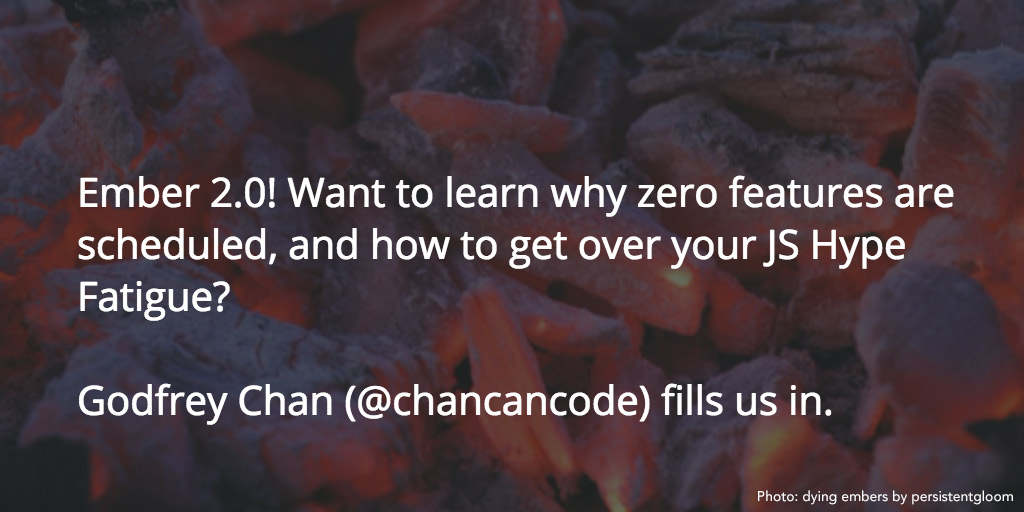 Ember 2.0! Want to learn why zero features are
scheduled, and how to get over your JS Hype
Fatigue?
Godfrey Chan (@chancancode) fills us in.
Photo: dying embers by persistentgloom